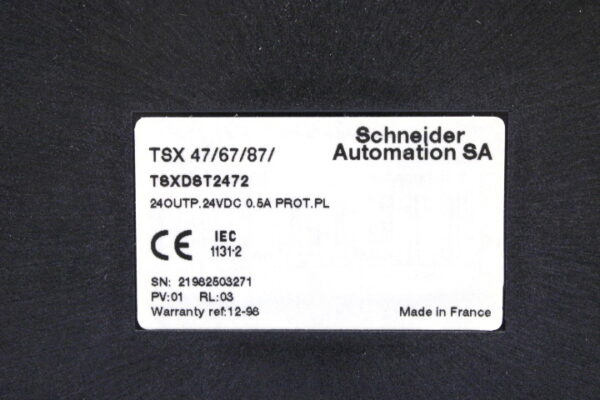 Schneider
TSX 47/67/87/ Automation SA
TSXDST2472
24OUTP.24VDC 0.5A PROT.PL
CE IEC
1131-2
SN: 21982503271
PV:01 RL:03
Warranty ref:12-98 Made in France